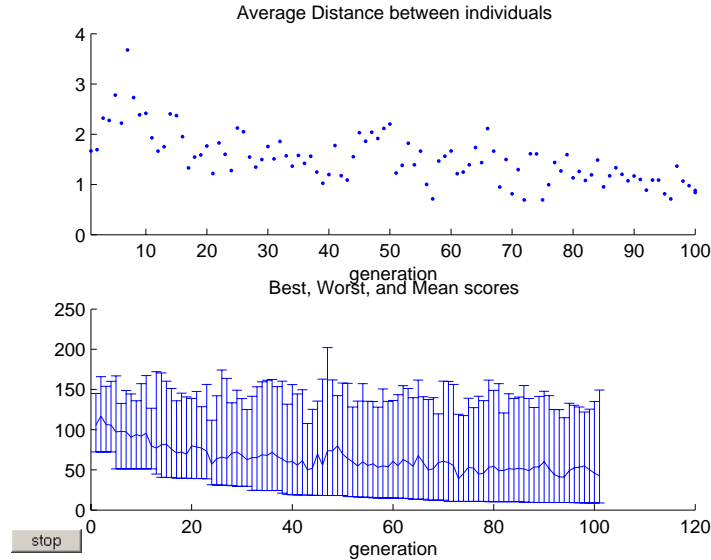 Average Distance between individuals
4
3
2
1
0
10 20 30 40 50 60 70 80 90 100
generation
Best, Worst, and Mean scores
250
200
150
100
50
0
0 20 40 60 80 100 120
generation
stop